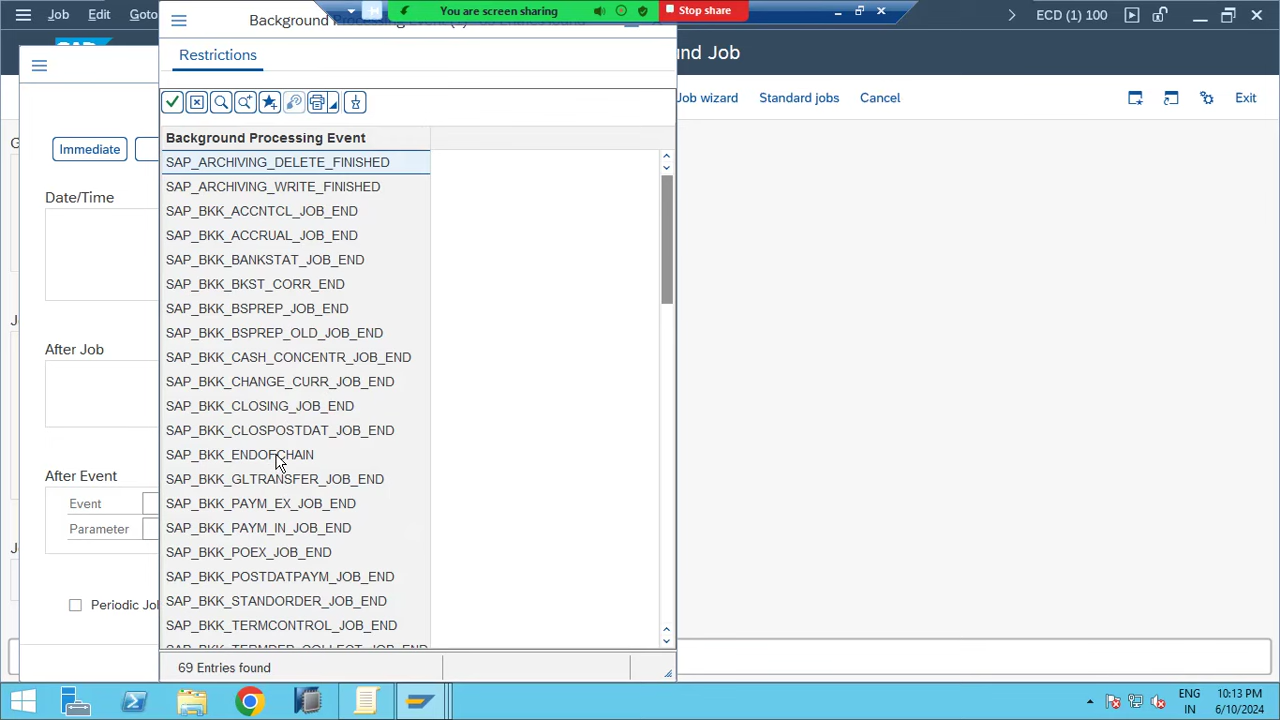 Job Edit Goto
Background Processing
You are screen sharing
Stop share
ECD (1) 100
und Job
Restrictions
Job wizard Standard jobs Cancel Exit
Immediate
Background Processing Event
SAP_ARCHIVING_DELETE_FINISHED
SAP_ARCHIVING_WRITE_FINISHED
Date/Time
SAP_BKK_ACCNTCL_JOB_END
SAP_BKK_ACCRUAL_JOB_END
SAP_BKK_BANKSTAT_JOB_END
SAP_BKK_BKST_CORR_END
SAP_BKK_BSPREP_JOB_END
SAP_BKK_BSPREP_OLD_JOB_END
After Job
SAP_BKK_CASH_CONCENTR_JOB_END
SAP_BKK_CHANGE_CURR_JOB_END
SAP_BKK_CLOSING_JOB_END
SAP_BKK_CLOSPOSTDAT_JOB_END
SAP_BKK_ENDOFCHAIN
After Event
SAP_BKK_GLTRANSFER_JOB_END
Event
SAP_BKK_PAYM_EX_JOB_END
Parameter
SAP_BKK_PAYM_IN_JOB_END
SAP_BKK_POEX_JOB_END
SAP_BKK_POSTDATPAYM_JOB_END
Periodic Jo
SAP_BKK_STANDORDER_JOB_END
SAP_BKK_TERMCONTROL_JOB_END
SAP_BKK_TERMDEP_COLLECT_JOB_END
69 Entries found
ENG
IN
10:13 PM
6/10/2024